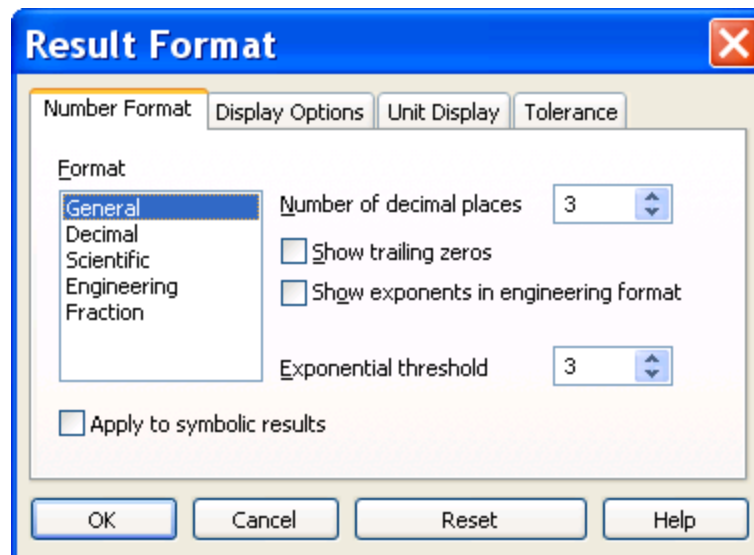 Result Format
Number Format Display Options Unit Display Tolerance
Format
General
Decimal
Scientific
Engineering
Fraction
Number of decimal places 3
Show trailing zeros
Show exponents in engineering format
Exponential threshold 3
Apply to symbolic results
OK Cancel Reset Help